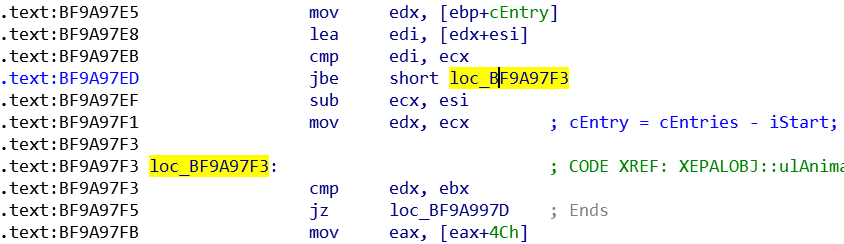 .text:BF9A97E5 mov edx, [ebp+cEntry]
.text:BF9A97E8 lea edi, [edx+esi]
.text:BF9A97EB cmp edi, ecx
.text:BF9A97ED jbe short loc_BF9A97F3
.text:BF9A97EF sub ecx, esi
.text:BF9A97F1 mov edx, ecx ; cEntry = cEntries - iStart;
.text:BF9A97F3
.text:BF9A97F3 loc_BF9A97F3: ; CODE XREF: XEPALOBJ::ulAnima
.text:BF9A97F3 cmp edx, ebx
.text:BF9A97F5 jz loc_BF9A997D ; Ends
.text:BF9A97FB mov eax, [eax+4Ch]